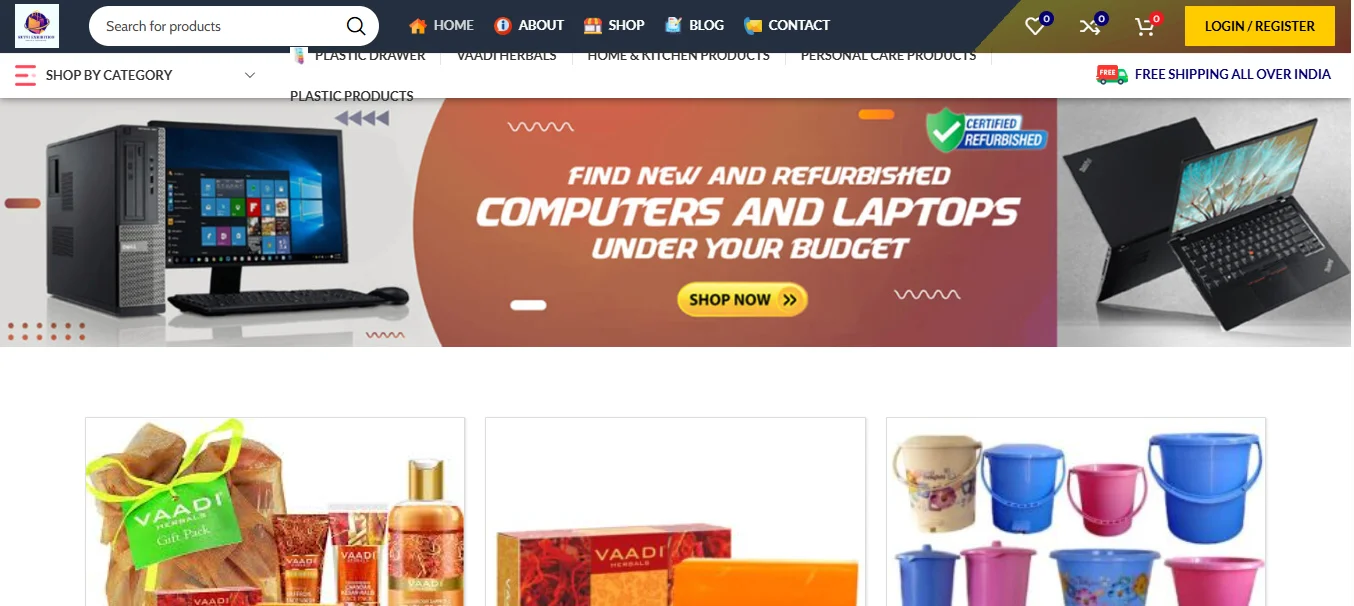 Search for products
HOME
ABOUT
SHOP
BLOG
CONTACT
0
0
0
LOGIN / REGISTER
SHOP BY CATEGORY
PLASTIC DRAWER
VAADI HERBALS
HOME & KITCHEN PRODUCTS
PERSONAL CARE PRODUCTS
PLASTIC PRODUCTS
FREE
FREE SHIPPING ALL OVER INDIA
CERTIFIED
REFURBISHED
FIND NEW AND REFURBISHED
COMPUTERS AND LAPTOPS
UNDER YOUR BUDGET
SHOP NOW
VAADI
HERBALS
Gift Pack
VAADI
VAADI
VAADI
VAADI
HERBALS